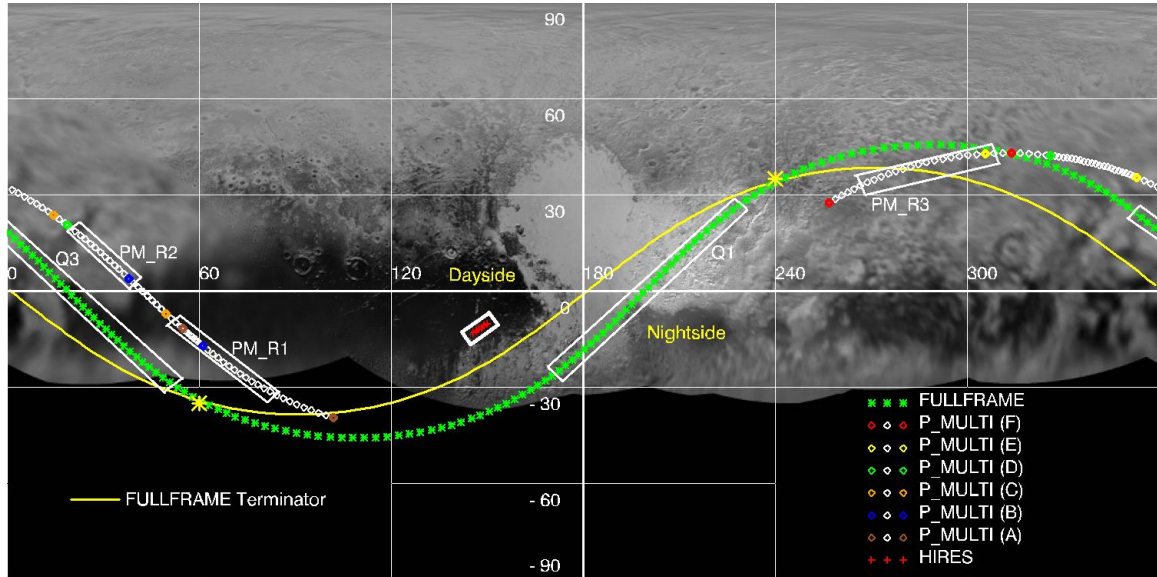 90
60
30
PM_R3
PM_R2
Q3
Q1
0
60
120
Dayside
180
240
300
0
Nightside
PM_R1
- 30
FULLFRAME
P_MULTI (F)
P_MULTI (E)
P_MULTI (D)
FULLFRAME Terminator
- 60
P_MULTI (C)
P_MULTI (B)
P_MULTI (A)
HIRES
- 90